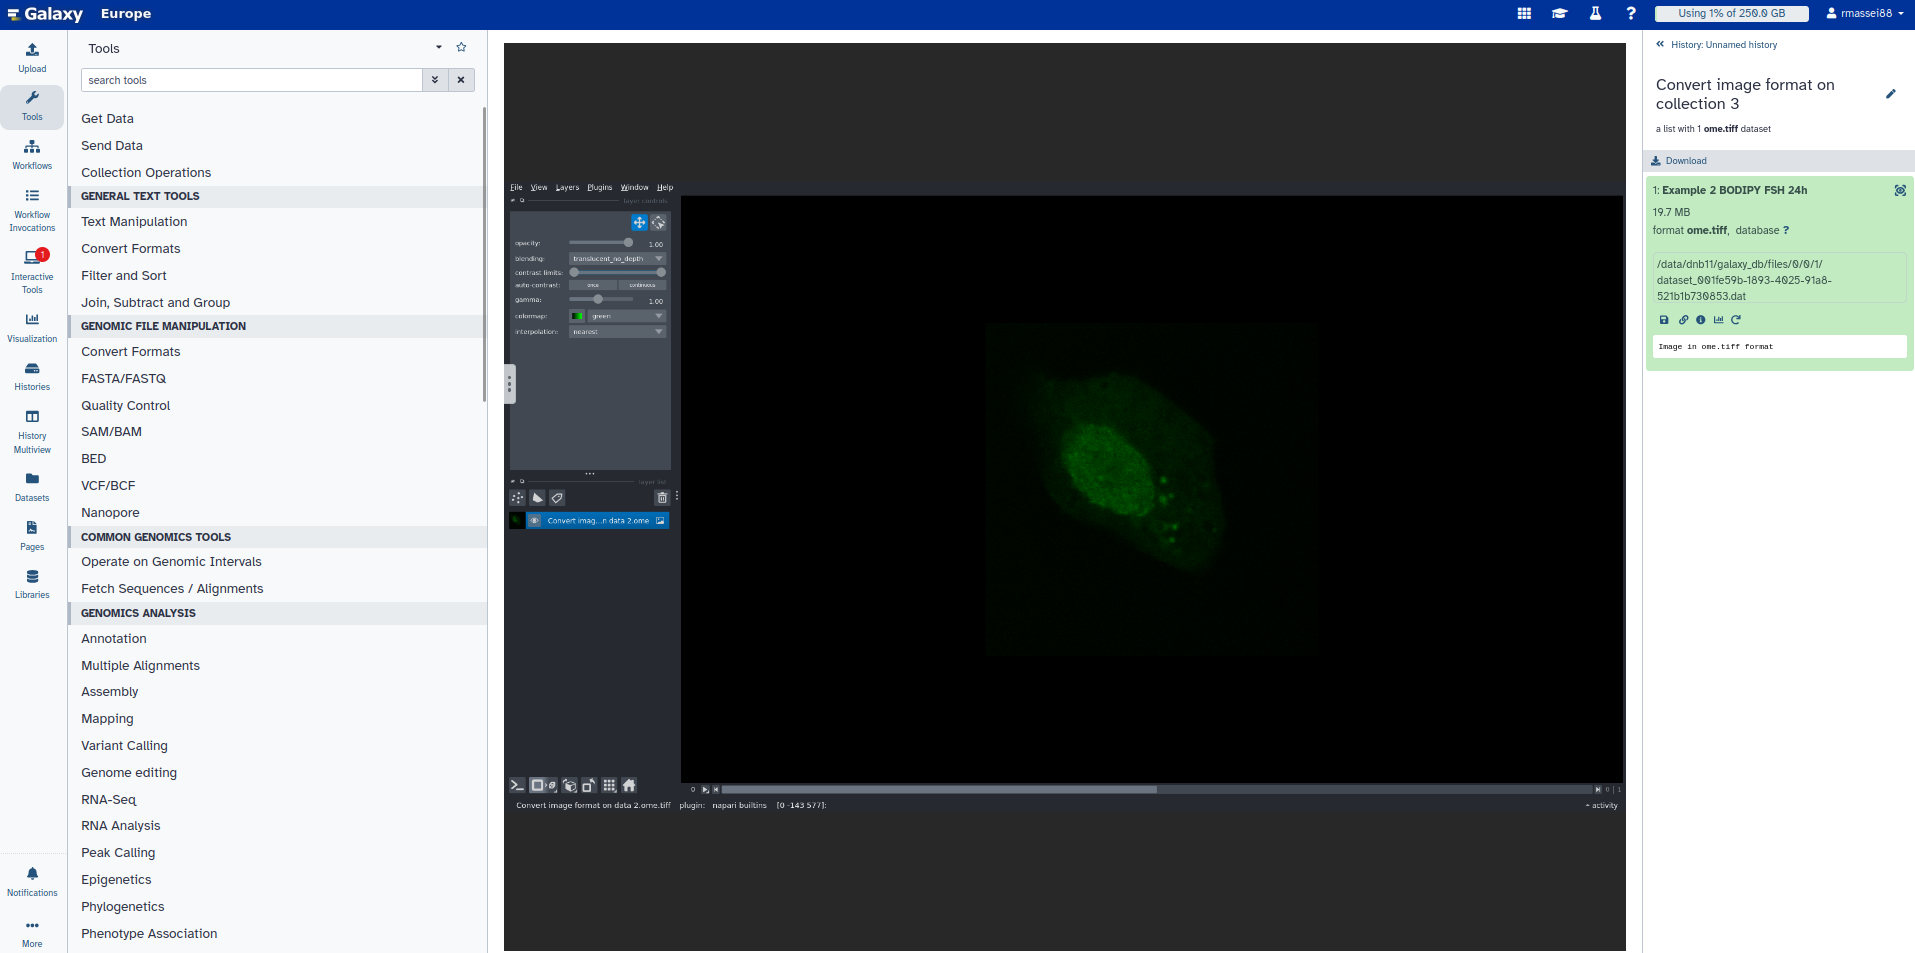 Galaxy Europe
Using 1% of 250.0 GB
rmassei88
Upload
Tools
Workflows
Workflow
Invocations
1
Interactive
Tools
Visualization
Histories
History
Multiview
Datasets
Pages
Libraries
Notifications
More
Tools
search tools
Get Data
Send Data
Collection Operations
GENERAL TEXT TOOLS
Text Manipulation
Convert Formats
Filter and Sort
Join, Subtract and Group
GENOMIC FILE MANIPULATION
Convert Formats
FASTA/FASTQ
Quality Control
SAM/BAM
BED
VCF/BCF
Nanopore
COMMON GENOMICS TOOLS
Operate on Genomic Intervals
Fetch Sequences / Alignments
GENOMICS ANALYSIS
Annotation
Multiple Alignments
Assembly
Mapping
Variant Calling
Genome editing
RNA-Seq
RNA Analysis
Peak Calling
Epigenetics
Phylogenetics
Phenotype Association
File View Layers Plugins Window Help
layer controls
opacity: 1.00
blending: translucent_no_depth
contrast limits:
auto-contrast: once continuous
gamma: 1.00
colormap: green
interpolation: nearest
layer list
Convert imag...n data 2.ome
0 0 | 1
Convert image format on data 2.ome.tiff plugin: napari builtins [0 -143 577]: activity
History: Unnamed history
Convert image format on
collection 3
a list with 1 ome.tiff dataset
Download
1: Example 2 BODIPY FSH 24h
19.7 MB
format ome.tiff, database ?
/data/dnb11/galaxy_db/files/0/0/1/
dataset_001fe59b-1893-4025-91a8-
521b1b730853.dat
Image in ome.tiff format